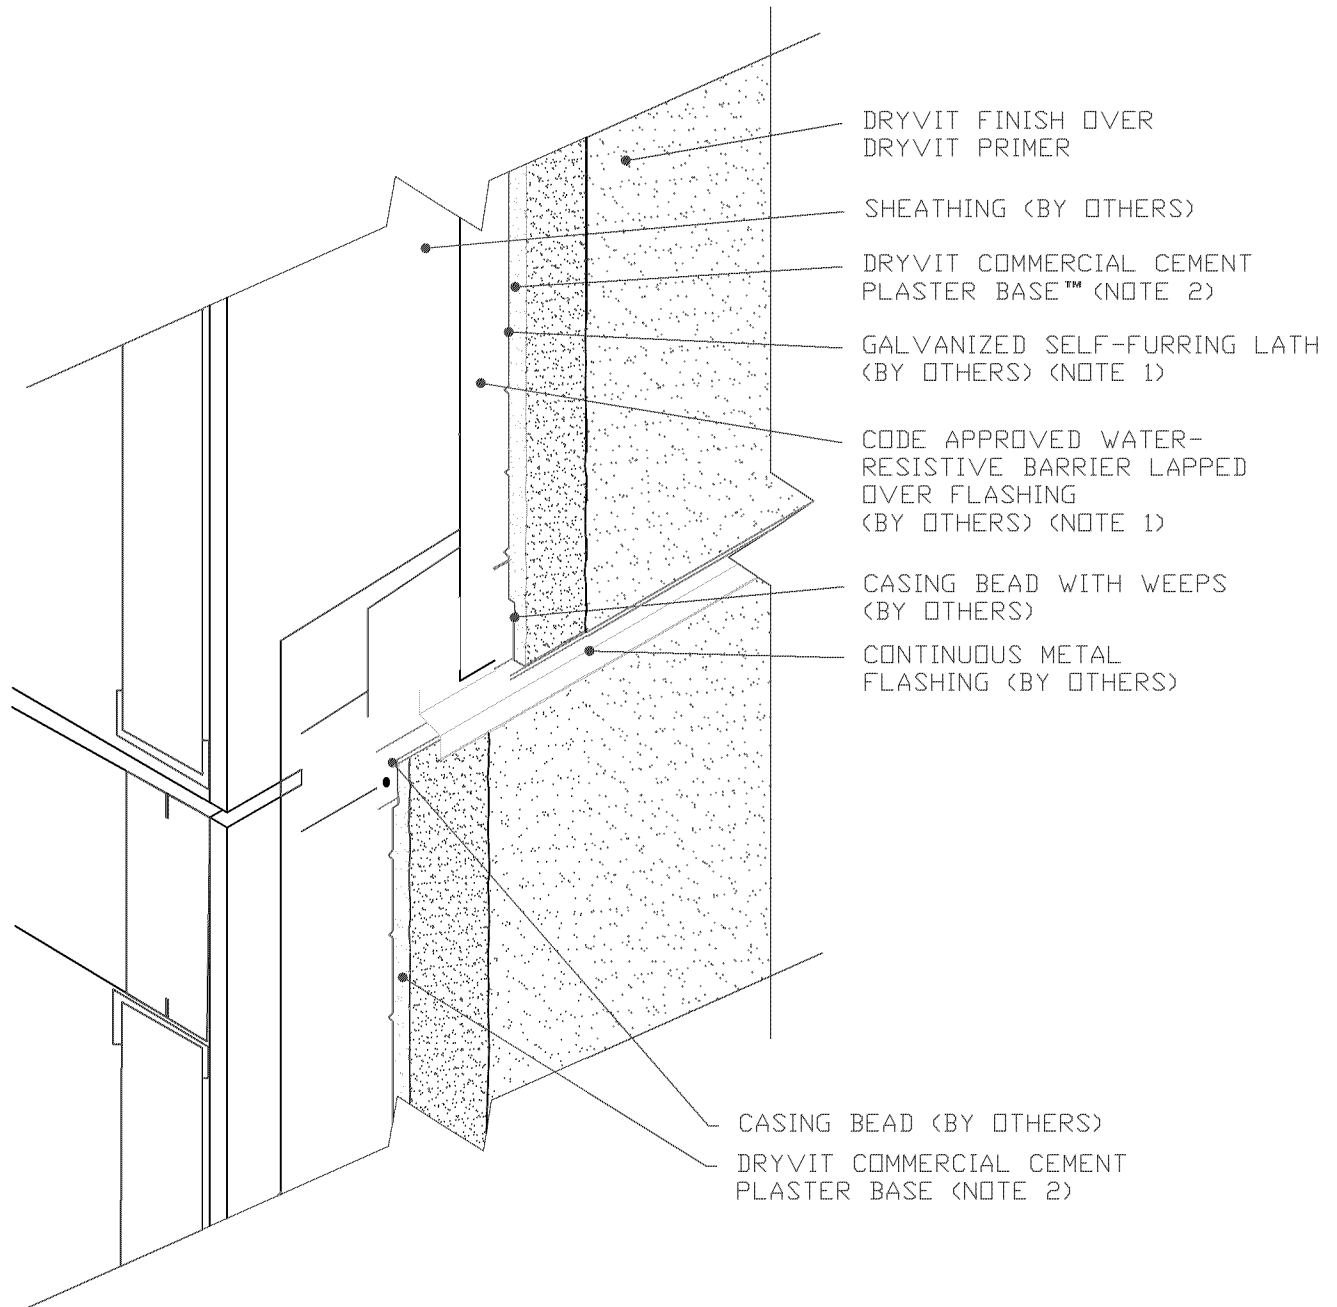 DRYVIT FINISH OVER
DRYVIT PRIMER
SHEATHING (BY OTHERS)
DRYVIT COMMERCIAL CEMENT
PLASTER BASE™ (NOTE 2)
GALVANIZED SELF-FURRING LATH
(BY OTHERS) (NOTE 1)
CODE APPROVED WATER-
RESISTIVE BARRIER LAPPED
OVER FLASHING
(BY OTHERS) (NOTE 1)
CASING BEAD WITH WEEPS
(BY OTHERS)
CONTINUOUS METAL
FLASHING (BY OTHERS)
CASING BEAD (BY OTHERS)
DRYVIT COMMERCIAL CEMENT
PLASTER BASE (NOTE 2)